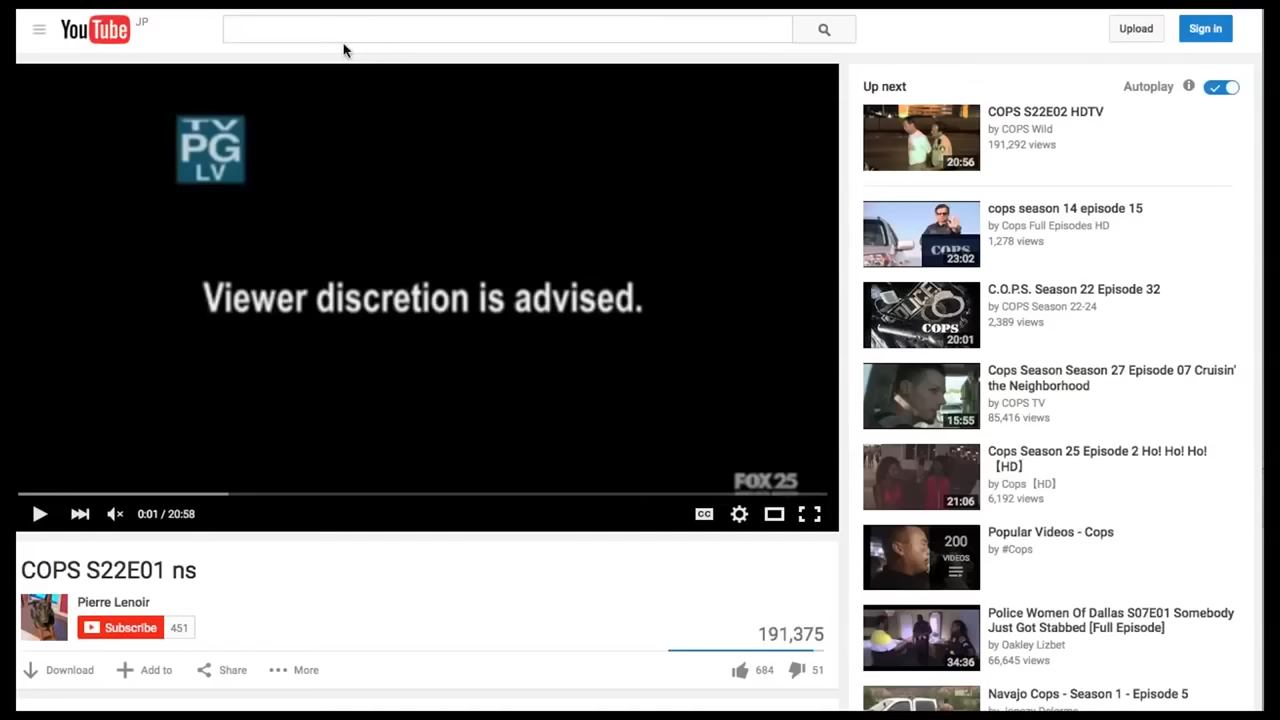 YouTube JP
Upload
Sign in
TV
PG
LV
Viewer discretion is advised.
FOX 25
CC
0:01 / 20:58
COPS S22E01 ns
Pierre Lenoir
Subscribe 451
191,375
Download
Add to
Share
More
684
51
Up next
Autoplay
COPS S22E02 HDTV
by COPS Wild
191,292 views
20:56
cops season 14 episode 15
by Cops Full Episodes HD
1,278 views
COPS
23:02
C.O.P.S. Season 22 Episode 32
by COPS Season 22-24
2,389 views
POLICE
COPS
20:01
Cops Season Season 27 Episode 07 Cruisin'
the Neighborhood
by COPS TV
85,416 views
15:55
Cops Season 25 Episode 2 Ho! Ho! Ho!
【HD】
by Cops【HD】
6,192 views
21:06
Popular Videos - Cops
by #Cops
200
VIDEOS
Police Women Of Dallas S07E01 Somebody
Just Got Stabbed [Full Episode]
by Oakley Lizbet
66,645 views
34:36
Navajo Cops - Season 1 - Episode 5